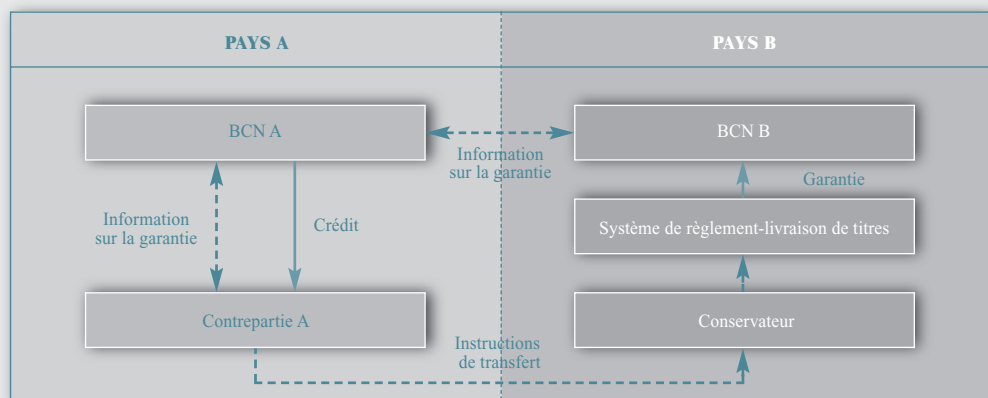 PAYS A
PAYS B
BCN A
BCN B
Information
sur la garantie
Garantie
Information
sur la garantie
Crédit
Système de règlement-livraison de titres
Contrepartie A
Conservateur
Instructions
de transfert